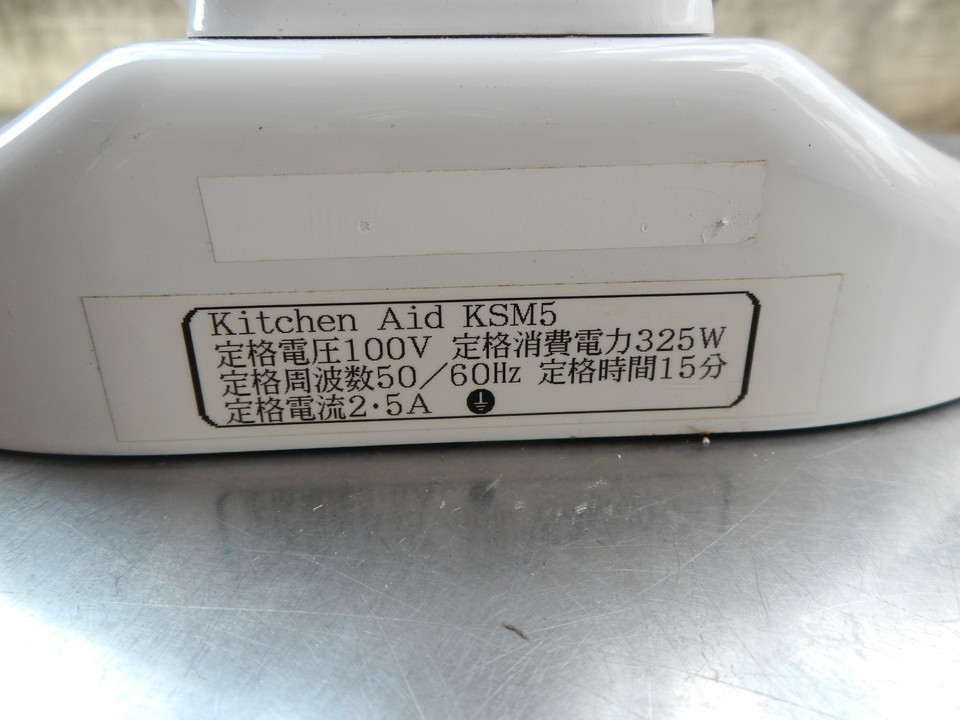 Kitchen Aid KSM5
定格電圧100V 定格消費電力325W
定格周波数50／60Hz 定格時間15分
定格電流2・5A